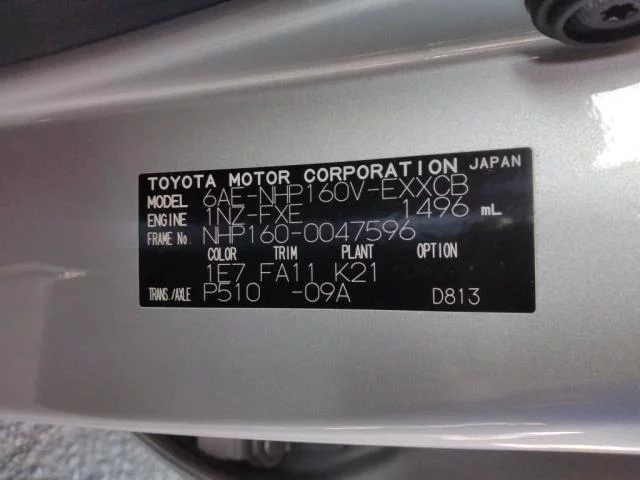 TOYOTA MOTOR CORPORATION JAPAN
MODEL 6AE-NHP160V-EXXCB
ENGINE 1NZ-FXE 1496 mL
FRAME No. NHP160-0047596
COLOR TRIM PLANT OPTION
1E7 FA11 K21
TRANS./AXLE P510 -09A D813